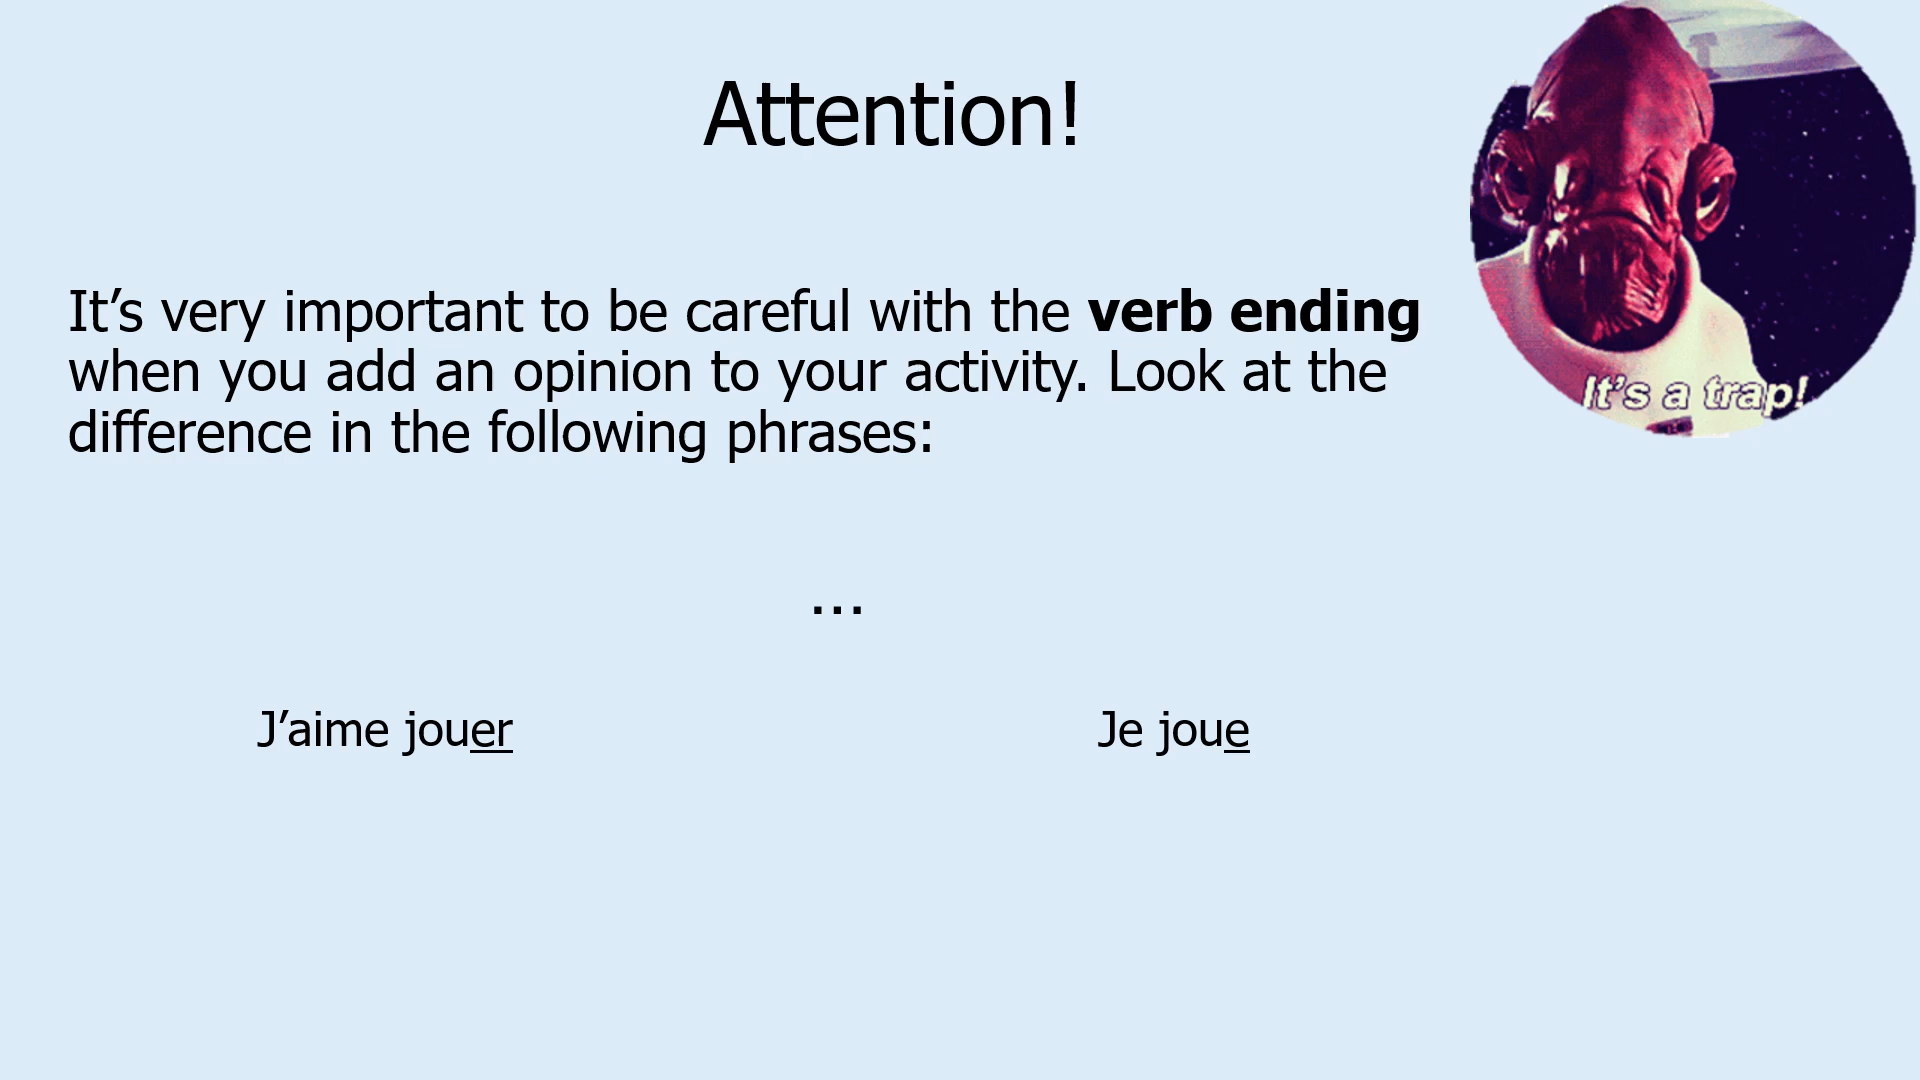 Attention!
It's a trap!
It’s very important to be careful with the verb ending
when you add an opinion to your activity. Look at the
difference in the following phrases:
…
J’aime jouer
Je joue